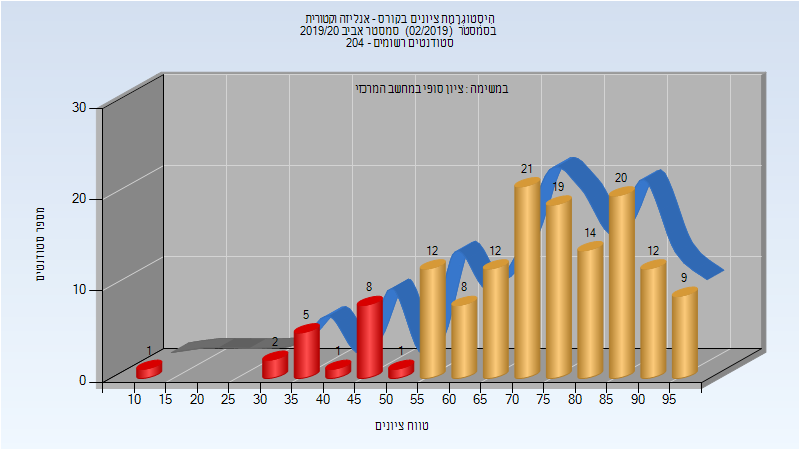 היסטוגרמת ציונים בקורס - אנליזה וקטורית
בסמסטר (02/2019) סמסטר אביב 2019/20
סטודנטים רשומים - 204
במשימה : ציון סופי במחשב המרכזי
מספר סטודנטים
30
20
10
0
1
2
5
1
8
1
12
8
12
21
19
14
20
12
9
10 15 20 25 30 35 40 45 50 55 60 65 70 75 80 85 90 95
טווח ציונים